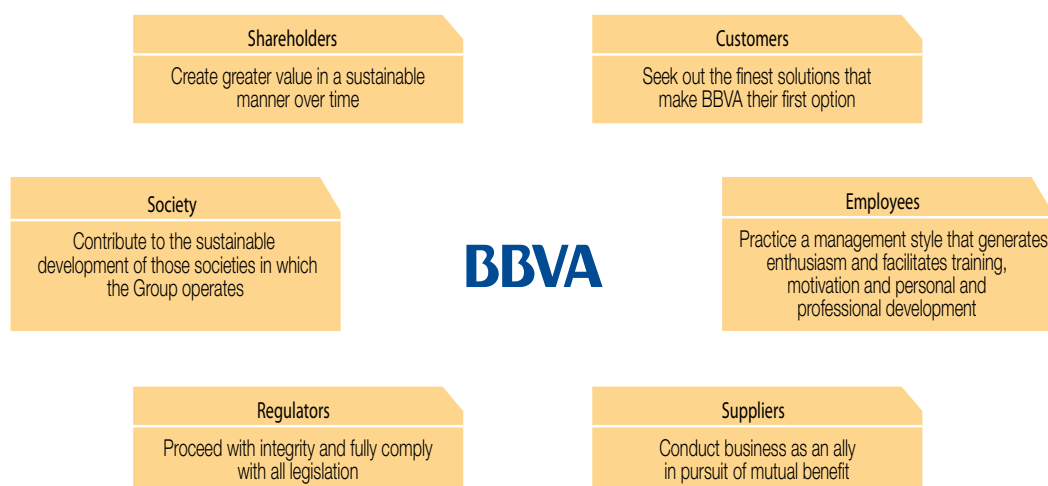 Shareholders
Create greater value in a sustainable
manner over time
Customers
Seek out the finest solutions that
make BBVA their first option
Society
Contribute to the sustainable
development of those societies in which
the Group operates
BBVA
Employees
Practice a management style that generates
enthusiasm and facilitates training,
motivation and personal and
professional development
Regulators
Proceed with integrity and fully comply
with all legislation
Suppliers
Conduct business as an ally
in pursuit of mutual benefit